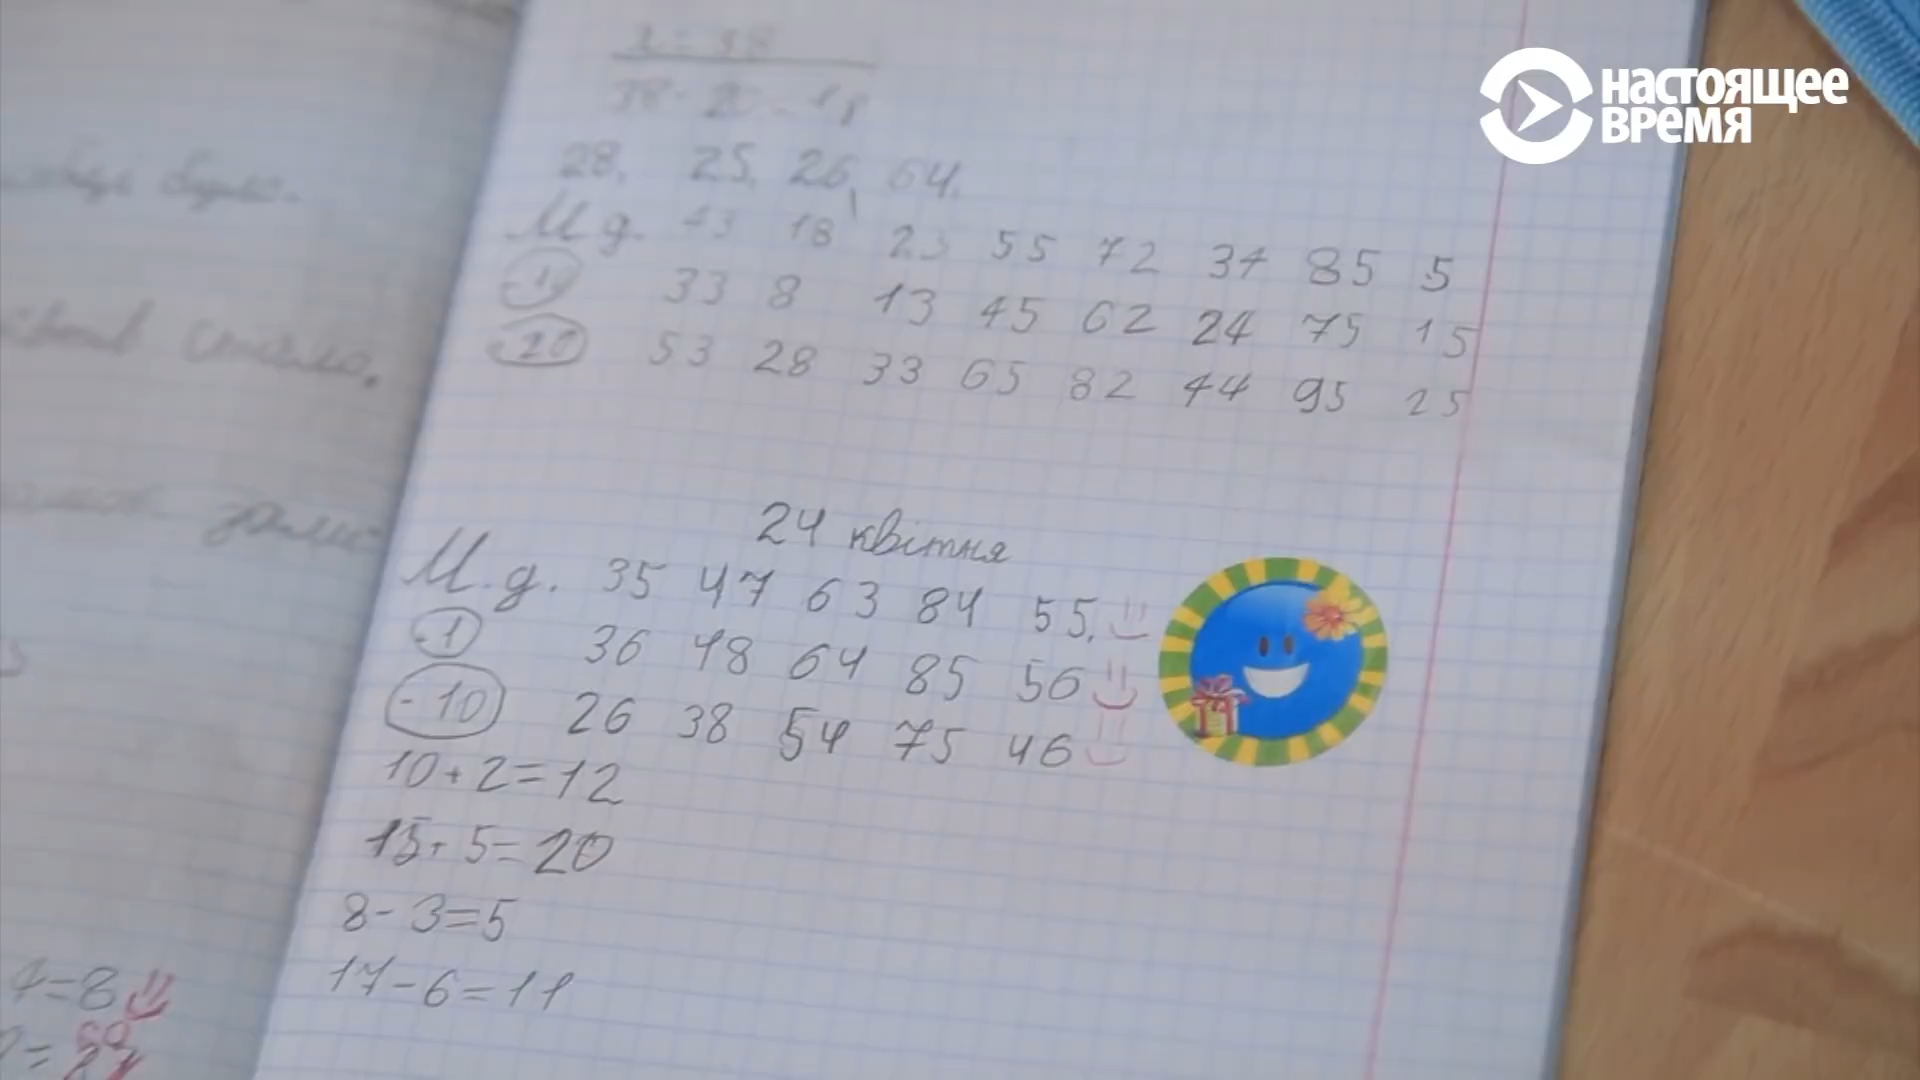 НАСТОЯЩЕЕ
ВРЕМЯ
28. 25. 26, 64.
М.д. 43 18 23 55 72 34 85 5
33 8 13 45 62 24 75 15
20 53 28 33 65 82 44 95 25
24 квітня
М.д. 35 47 63 84 55.
-1 36 48 64 85 56
-10 26 38 54 75 46
10+2=12
15+5=20
8-3=5
17-6=11
4=8